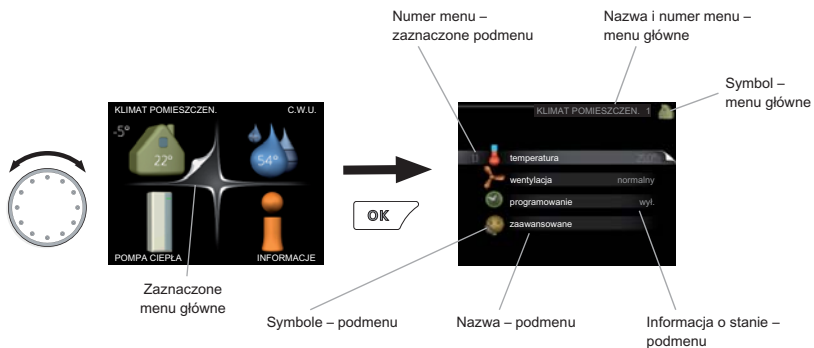 Numer menu –
zaznaczone podmenu
Nazwa i numer menu –
menu główne
Symbol –
menu główne
KLIMAT POMIESZCZEN.
C.W.U.
-5°
22°
54°
POMPA CIEPŁA
INFORMACJE
OK
KLIMAT POMIESZCZEN. 1
temperatura
wentylacja
normalny
programowanie
wył.
zaawansowane
Zaznaczone
menu główne
Symbole – podmenu
Nazwa – podmenu
Informacja o stanie –
podmenu